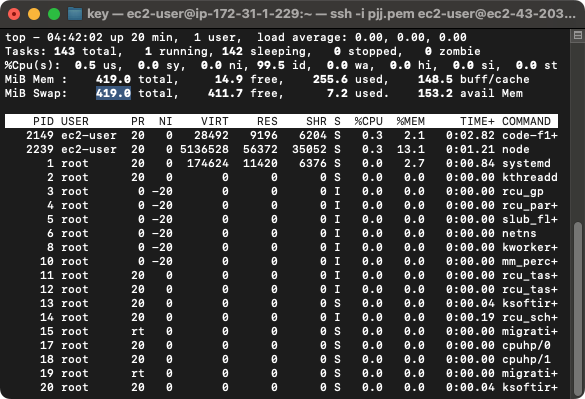 key — ec2-user@ip-172-31-1-229:~ — ssh -i pjj.pem ec2-user@ec2-43-203...
top - 04:42:02 up 20 min,  1 user,  load average: 0.00, 0.00, 0.00
Tasks: 143 total,   1 running, 142 sleeping,   0 stopped,   0 zombie
%Cpu(s):  0.5 us,  0.0 sy,  0.0 ni, 99.5 id,  0.0 wa,  0.0 hi,  0.0 si,  0.0 st
MiB Mem :    419.0 total,     14.9 free,    255.6 used,    148.5 buff/cache
MiB Swap:    419.0 total,    411.7 free,      7.2 used.    153.2 avail Mem
PID USER      PR  NI    VIRT    RES    SHR S  %CPU  %MEM     TIME+ COMMAND
2149 ec2-user  20   0   28492   9196   6204 S   0.3   2.1   0:02.82 code-f1+
2239 ec2-user  20   0 5136528  56372  35052 S   0.3  13.1   0:01.21 node
1 root      20   0  174624  11420   6376 S   0.0   2.7   0:00.84 systemd
2 root      20   0       0      0      0 S   0.0   0.0   0:00.00 kthreadd
3 root       0 -20       0      0      0 I   0.0   0.0   0:00.00 rcu_gp
4 root       0 -20       0      0      0 I   0.0   0.0   0:00.00 rcu_par+
5 root       0 -20       0      0      0 I   0.0   0.0   0:00.00 slub_fl+
6 root       0 -20       0      0      0 I   0.0   0.0   0:00.00 netns
8 root       0 -20       0      0      0 I   0.0   0.0   0:00.00 kworker+
10 root       0 -20       0      0      0 I   0.0   0.0   0:00.00 mm_perc+
11 root      20   0       0      0      0 I   0.0   0.0   0:00.00 rcu_tas+
12 root      20   0       0      0      0 I   0.0   0.0   0:00.00 rcu_tas+
13 root      20   0       0      0      0 S   0.0   0.0   0:00.04 ksoftir+
14 root      20   0       0      0      0 I   0.0   0.0   0:00.19 rcu_sch+
15 root      rt   0       0      0      0 S   0.0   0.0   0:00.00 migrati+
17 root      20   0       0      0      0 S   0.0   0.0   0:00.00 cpuhp/0
18 root      20   0       0      0      0 S   0.0   0.0   0:00.00 cpuhp/1
19 root      rt   0       0      0      0 S   0.0   0.0   0:00.00 migrati+
20 root      20   0       0      0      0 S   0.0   0.0   0:00.04 ksoftir+